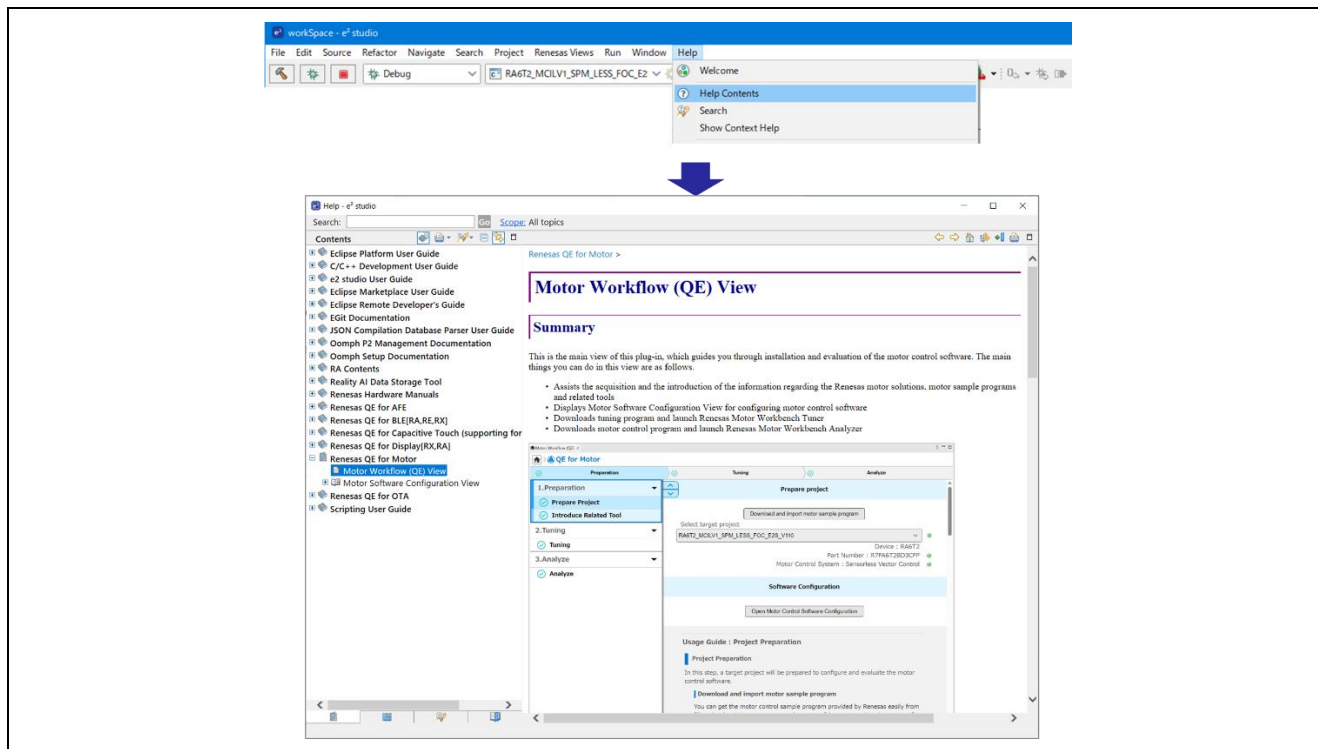 workSpace - e² studio
File Edit Source Refactor Navigate Search Project Renesas Views Run Window Help
Debug
RA6T2_MCILV1_SPM_LESS_FOC_E2
Welcome
Help Contents
Search
Show Context Help
Help - e² studio
Search: Go Scope: All topics
Contents
Eclipse Platform User Guide
C/C++ Development User Guide
e2 studio User Guide
Eclipse Marketplace User Guide
Eclipse Remote Developer's Guide
EGit Documentation
JSON Compilation Database Parser User Guide
Oomph P2 Management Documentation
Oomph Setup Documentation
RA Contents
Reality AI Data Storage Tool
Renesas Hardware Manuals
Renesas QE for AFE
Renesas QE for BLE[RA,RE,RX]
Renesas QE for Capacitive Touch (supporting for
Renesas QE for Display[RX,RA]
Renesas QE for Motor
Motor Workflow (QE) View
Motor Software Configuration View
Renesas QE for OTA
Scripting User Guide
Renesas QE for Motor >
Motor Workflow (QE) View
Summary
This is the main view of this plug-in, which guides you through installation and evaluation of the motor control software. The main
things you can do in this view are as follows.
• Assists the acquisition and the introduction of the information regarding the Renesas motor solutions, motor sample programs
and related tools
• Displays Motor Software Configuration View for configuring motor control software
• Downloads tuning program and launch Renesas Motor Workbench Tuner
• Downloads motor control program and launch Renesas Motor Workbench Analyzer
Motor Workflow (QE)
QE for Motor
Preparation Tuning Analyze
1.Preparation
Prepare Project
Introduce Related Tool
2.Tuning
Tuning
3.Analyze
Analyze
Prepare project
Download and import motor sample program
Select target project
RA6T2_MCILV1_SPM_LESS_FOC_E2S_V110
Device : RA6T2
Part Number : R7FA6T2BD3CFP
Motor Control System : Sensorless Vector Control
Software Configuration
Open Motor Control Software Configuration
Usage Guide : Project Preparation
Project Preparation
In this step, a target project will be prepared to configure and evaluate the motor
control software.
Download and import motor sample program
You can get the motor control sample program provided by Renesas easily from